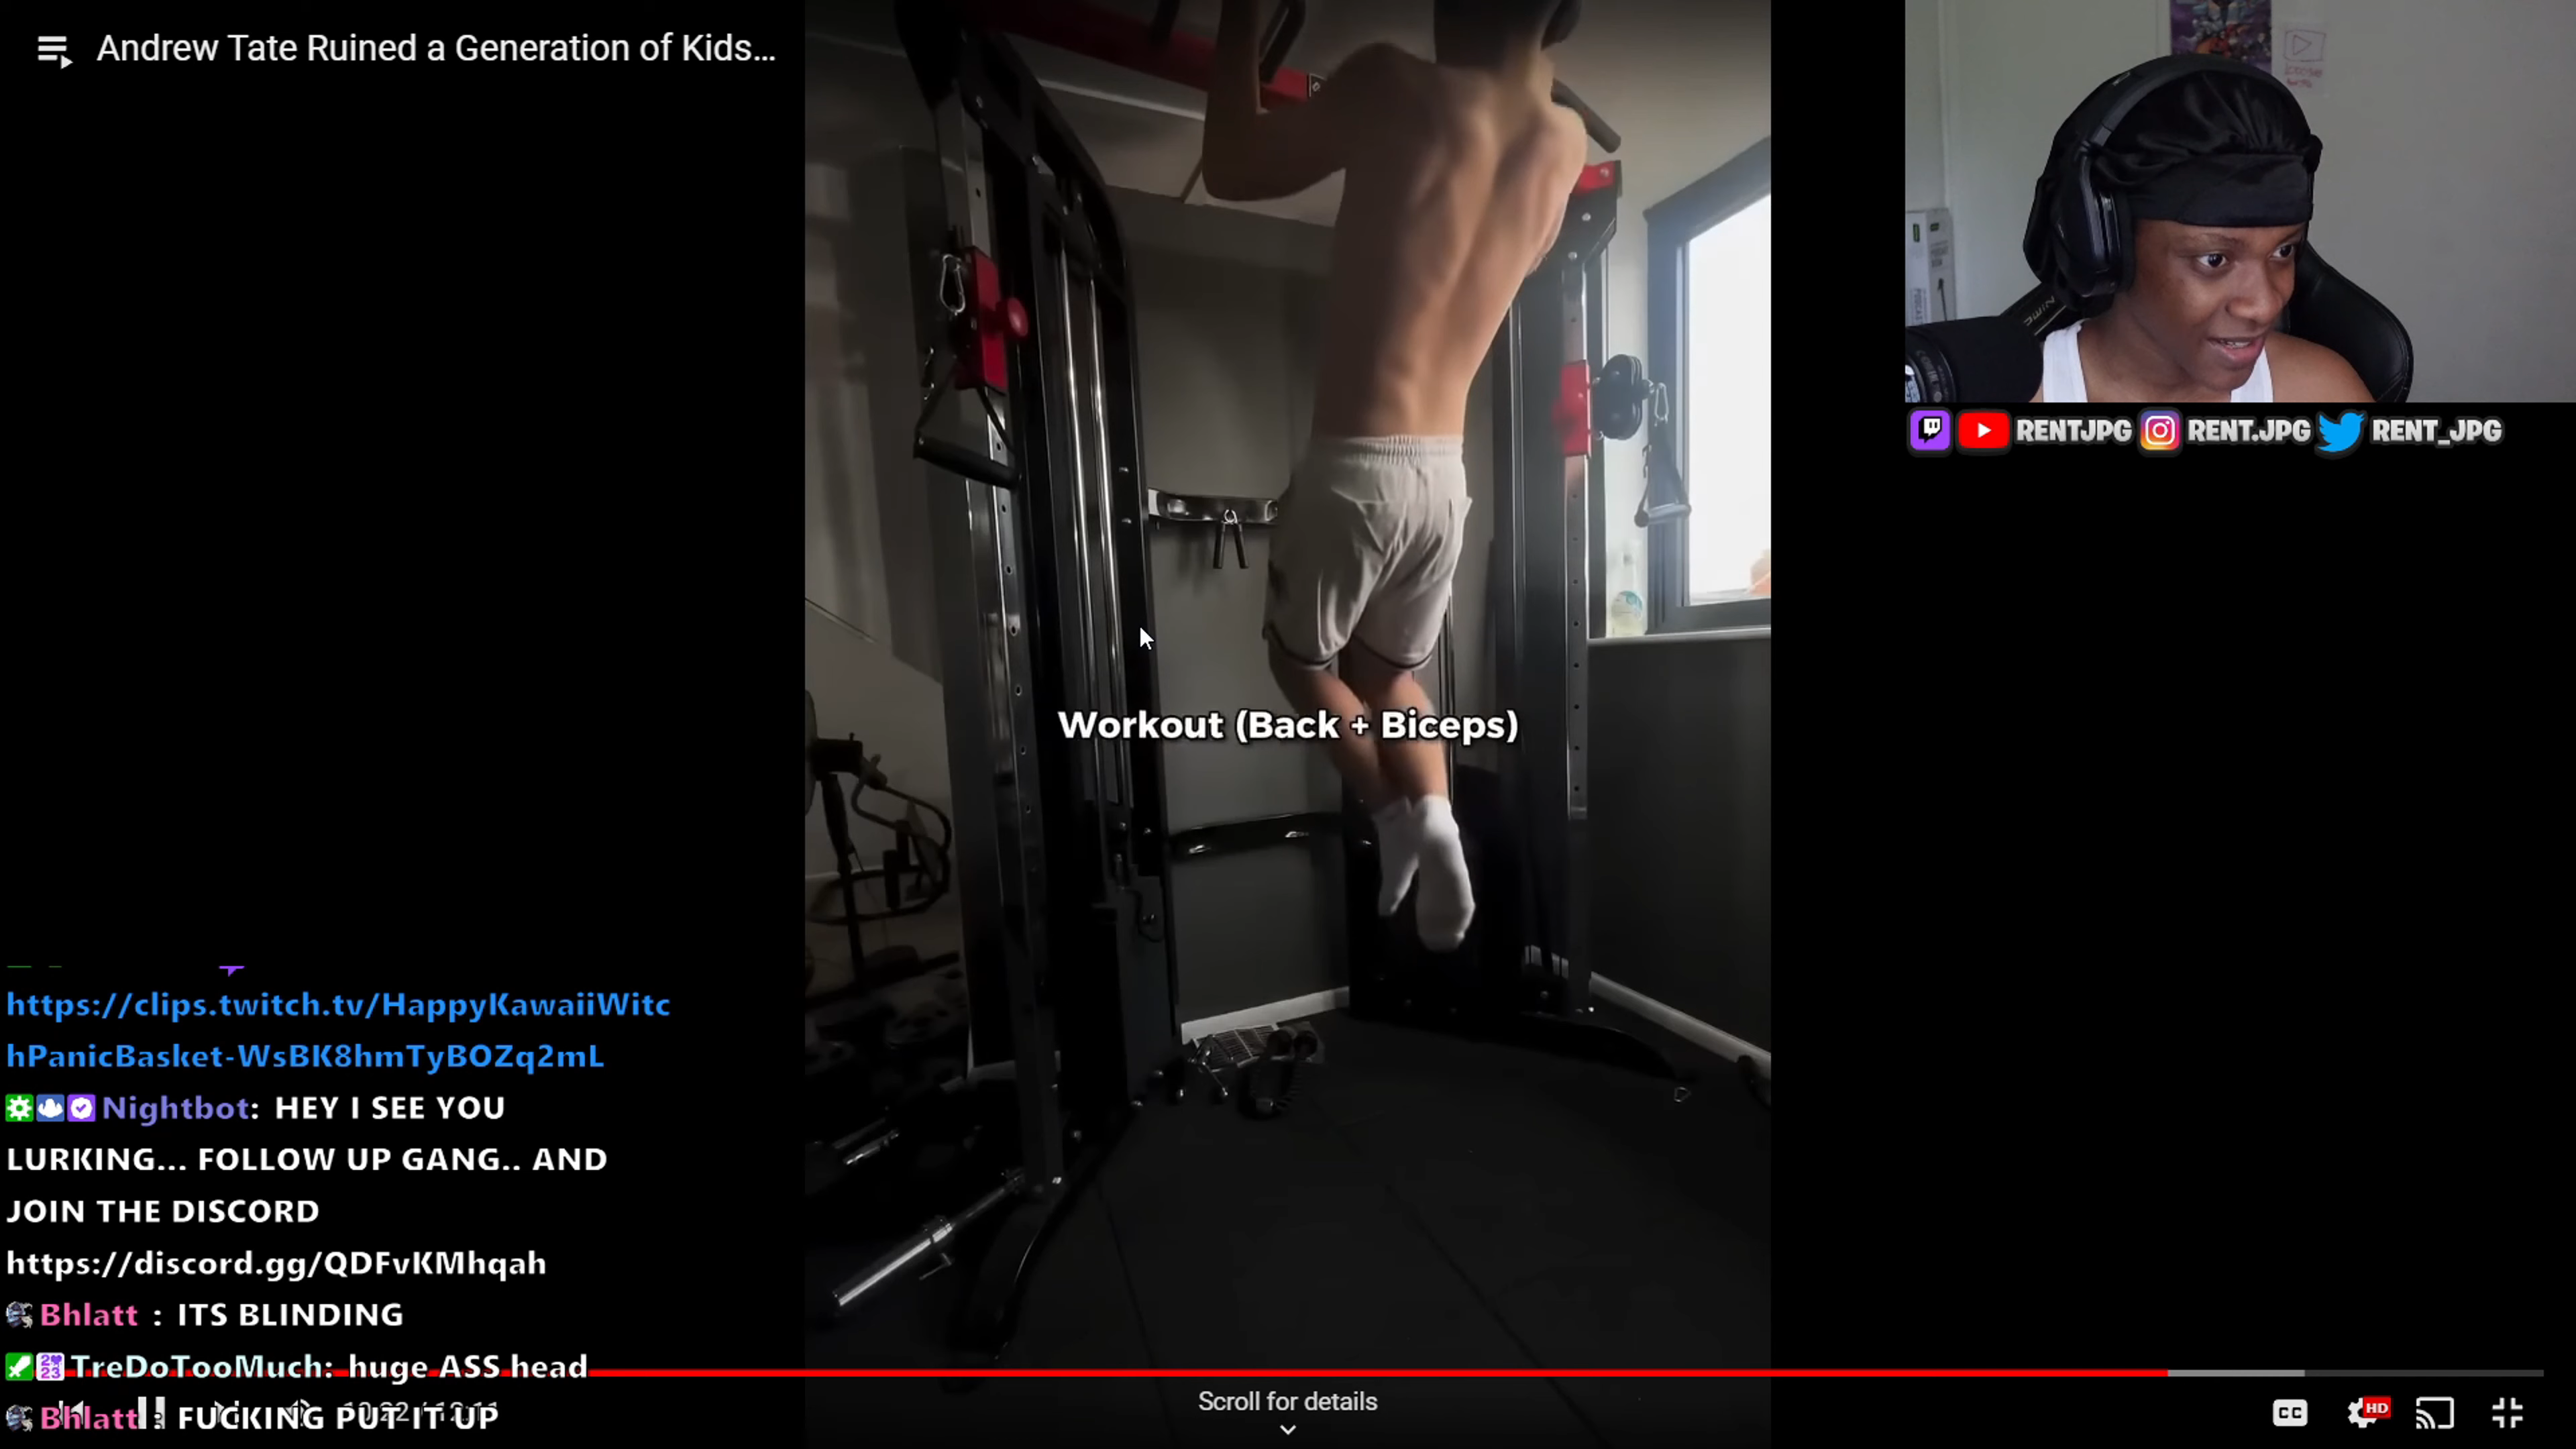 Andrew Tate Ruined a Generation of Kids...
RENTJPG RENT.JPG RENT_JPG
Workout (Back + Biceps)
https://clips.twitch.tv/HappyKawaiiWitc
hPanicBasket-WsBK8hmTyBOZq2mL
Nightbot: HEY I SEE YOU
LURKING... FOLLOW UP GANG.. AND
JOIN THE DISCORD
https://discord.gg/QDFvKMhqah
Bhlatt : ITS BLINDING
TreDoTooMuch: huge ASS head
Bhlatt : FUCKING PUT IT UP
Scroll for details
CC
HD